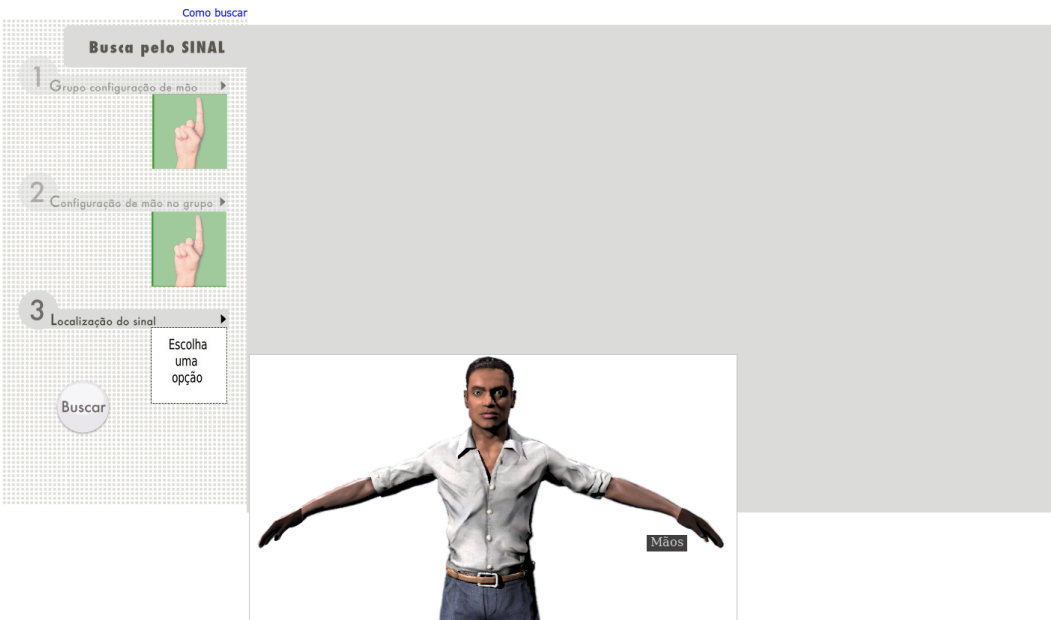 Como buscar
Busca pelo SINAL
1
Grupo configuração de mão
2
Configuração de mão no grupo
3
Localização do sinal
Escolha
uma
opção
Buscar
Mãos